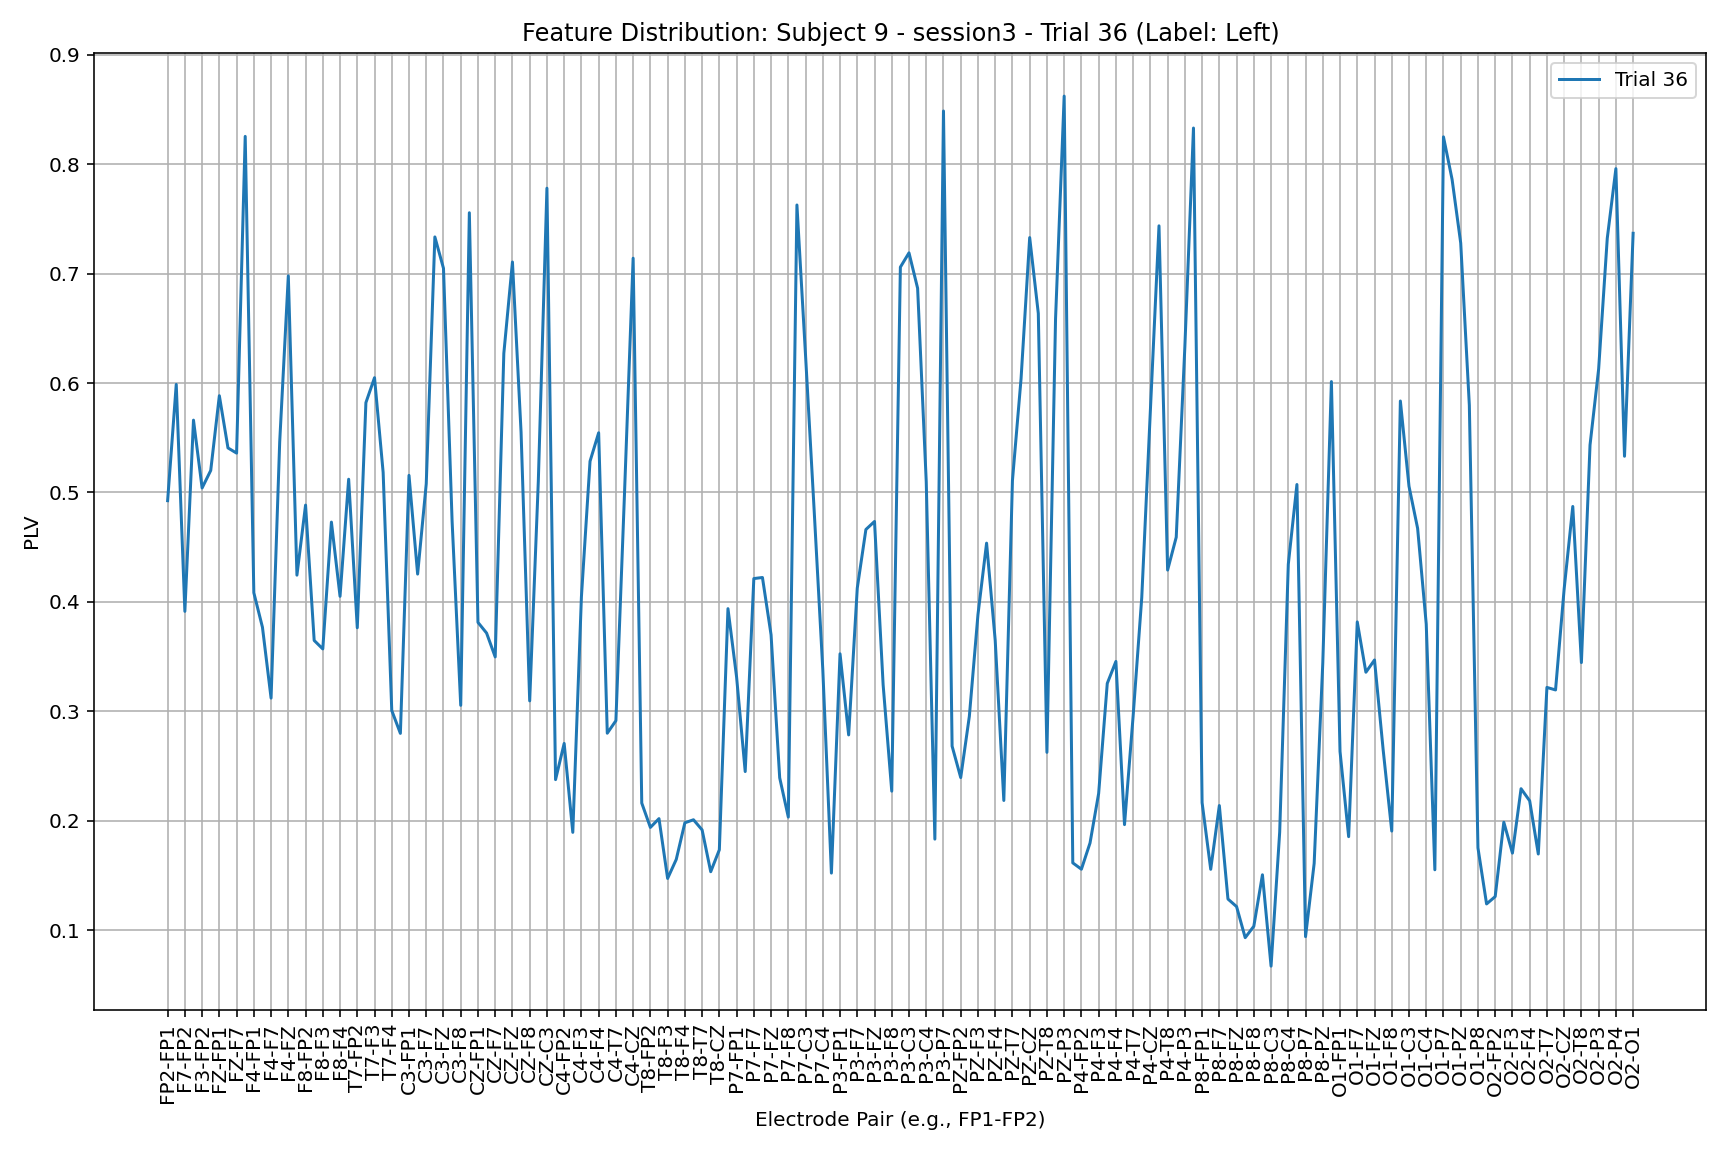 Feature Distribution: Subject 9 - session3 - Trial 36 (Label: Left)
Trial 36
PLV
0.9
0.8
0.7
0.6
0.5
0.4
0.3
0.2
0.1
FP2-FP1
F7-FP2
F3-FP2
FZ-FP1
FZ-F7
F4-FP1
F4-F7
F4-FZ
F8-FP2
F8-F3
F8-F4
T7-FP2
T7-F3
T7-F4
C3-FP1
C3-F7
C3-FZ
C3-F8
CZ-FP1
CZ-F7
CZ-FZ
CZ-F8
CZ-C3
C4-FP2
C4-F3
C4-F4
C4-T7
C4-CZ
T8-FP2
T8-F3
T8-F4
T8-T7
T8-CZ
P7-FP1
P7-F7
P7-FZ
P7-F8
P7-C3
P7-C4
P3-FP1
P3-F7
P3-FZ
P3-F8
P3-C3
P3-C4
P3-P7
PZ-FP2
PZ-F3
PZ-F4
PZ-T7
PZ-CZ
PZ-T8
PZ-P3
P4-FP2
P4-F3
P4-F4
P4-T7
P4-CZ
P4-T8
P4-P3
P8-FP1
P8-F7
P8-FZ
P8-F8
P8-C3
P8-C4
P8-P7
P8-PZ
O1-FP1
O1-F7
O1-FZ
O1-F8
O1-C3
O1-C4
O1-P7
O1-PZ
O1-P8
O2-FP2
O2-F3
O2-F4
O2-T7
O2-CZ
O2-T8
O2-P3
O2-P4
O2-O1
Electrode Pair (e.g., FP1-FP2)